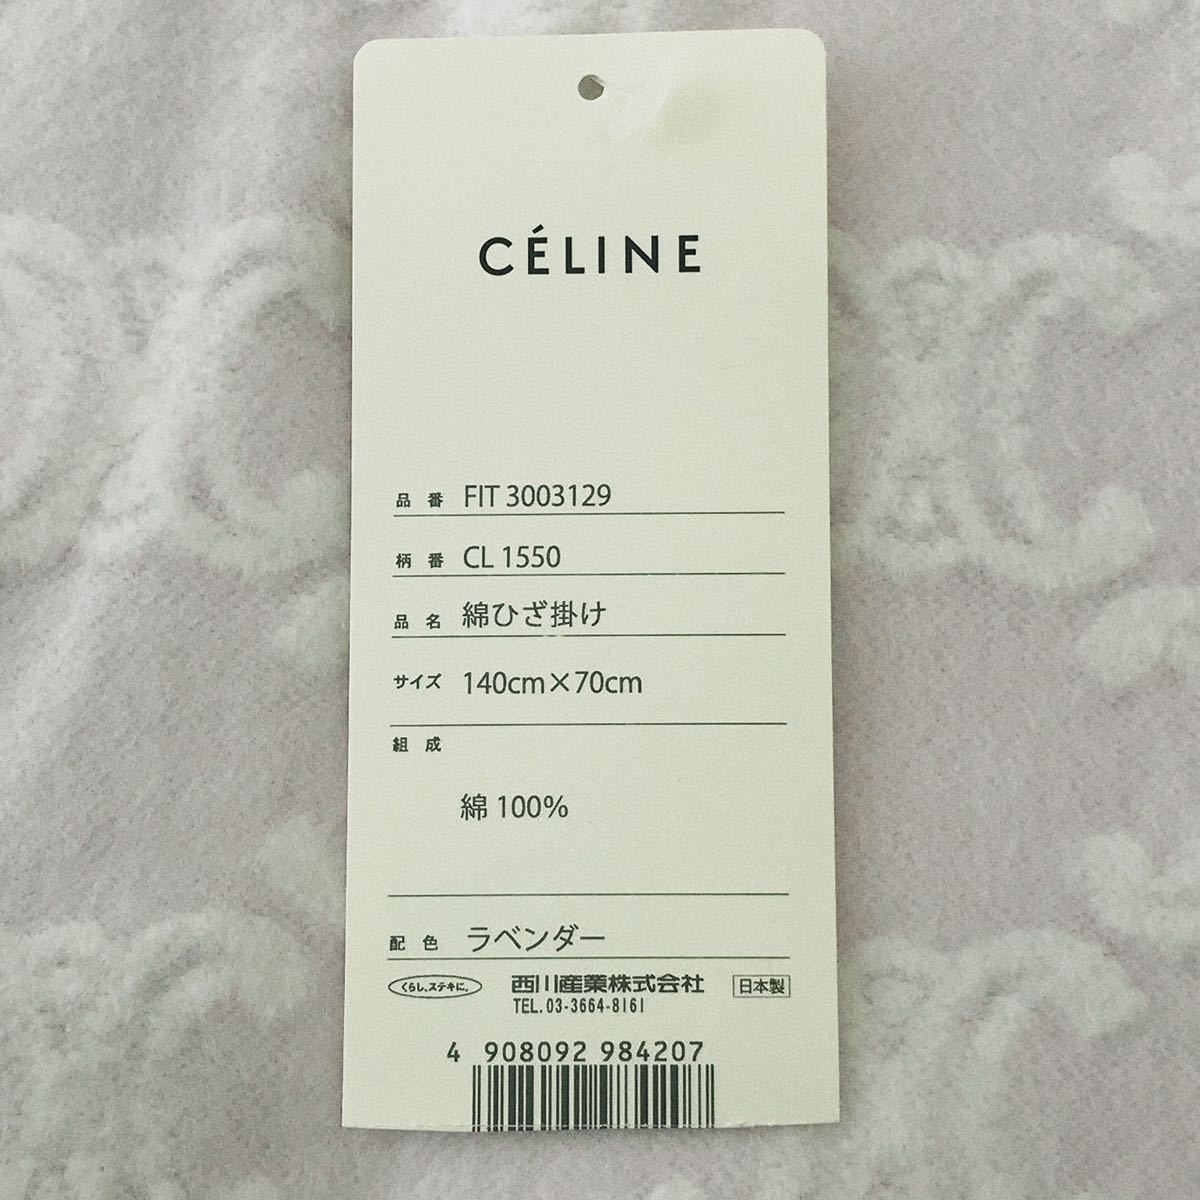 CÉLINE
品番 FIT 3003129
柄番 CL 1550
品名 綿ひざ掛け
サイズ 140cm×70cm
組成
綿 100%
配色 ラベンダー
くらし、ステキに。 西川産業株式会社 日本製
TEL.03-3664-8161
4 908092 984207